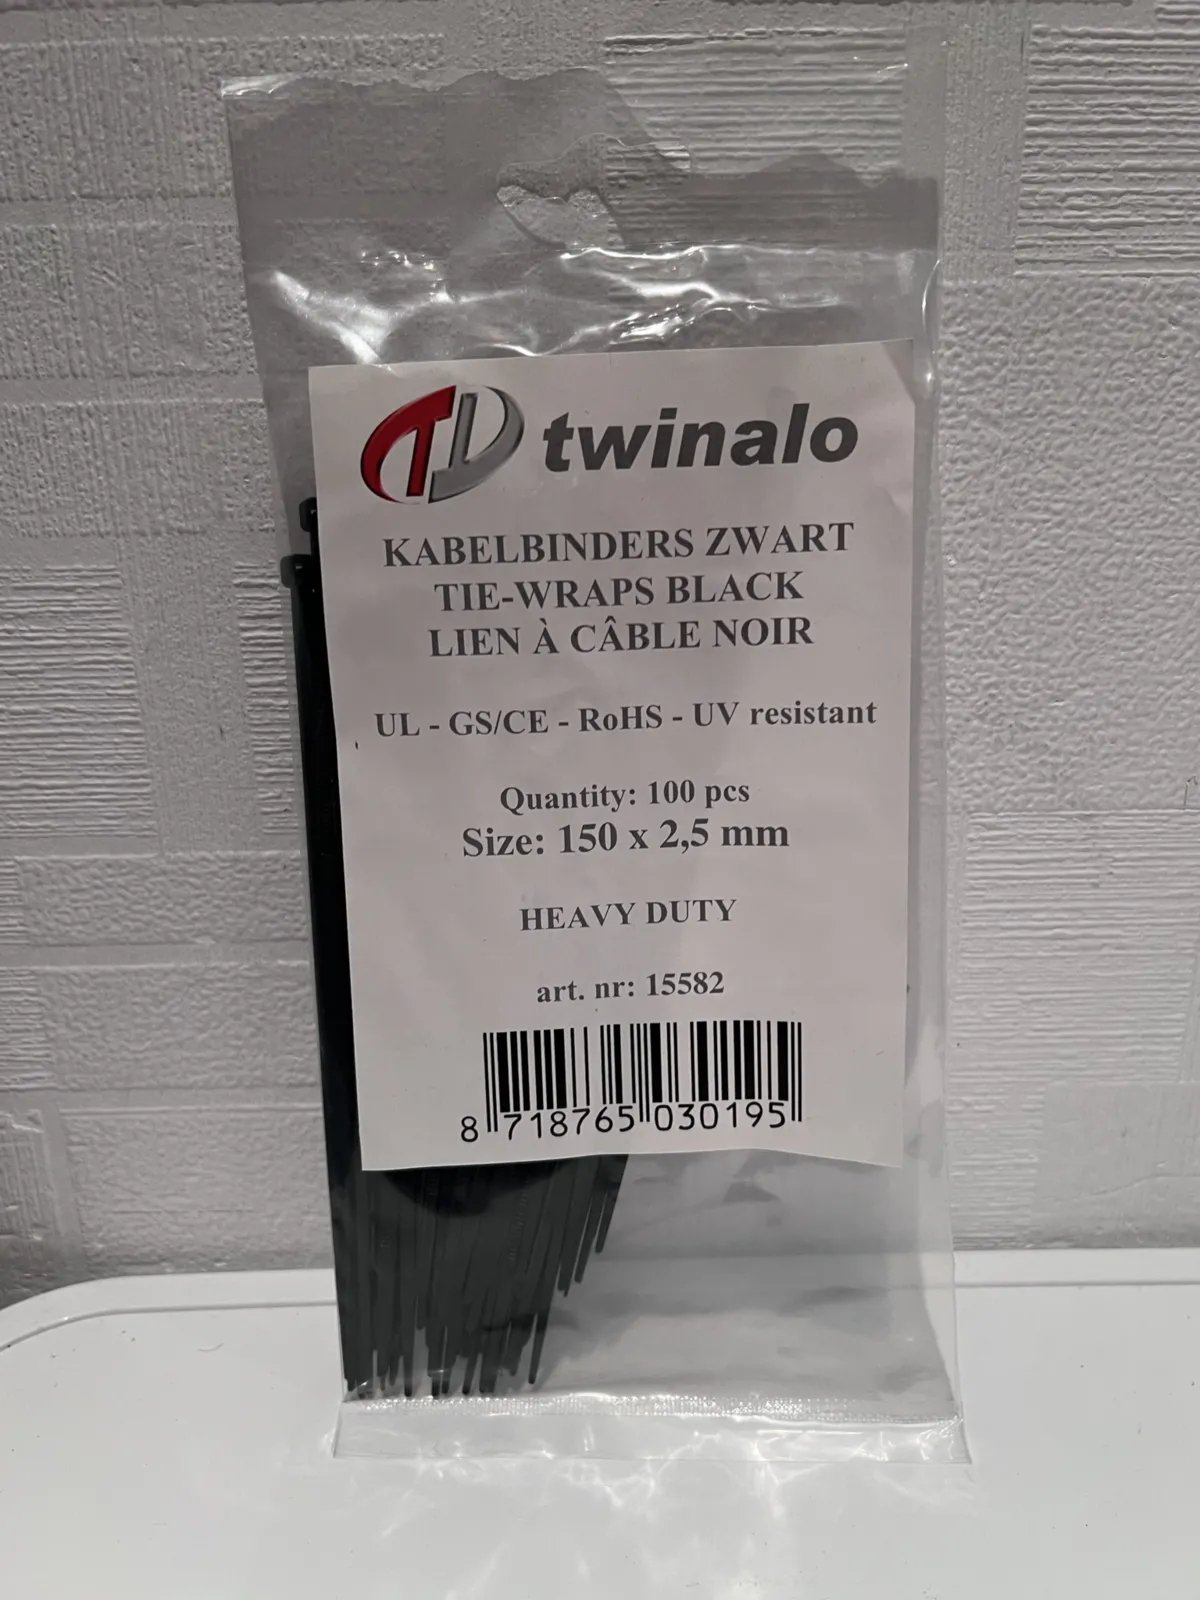 twinalo
KABELBINDERS ZWART
TIE-WRAPS BLACK
LIEN À CÂBLE NOIR
UL - GS/CE - RoHS - UV resistant
Quantity: 100 pcs
Size: 150 x 2,5 mm
HEAVY DUTY
art. nr: 15582
8 718765 030195